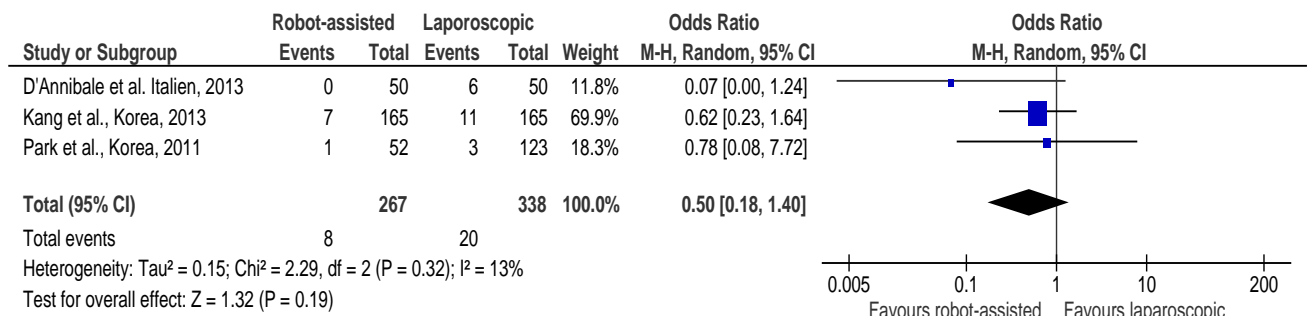 Robot-assisted Laparoscopic Odds Ratio Odds Ratio
Study or Subgroup Events Total Events Total Weight M-H, Random, 95% CI M-H, Random, 95% CI
D'Annibale et al. Italien, 2013 0 50 6 50 11.8% 0.07 [0.00, 1.24]
Kang et al., Korea, 2013 7 165 11 165 69.9% 0.62 [0.23, 1.64]
Park et al., Korea, 2011 1 52 3 123 18.3% 0.78 [0.08, 7.72]
Total (95% CI) 267 338 100.0% 0.50 [0.18, 1.40]
Total events 8 20
Heterogeneity: Tau² = 0.15; Chi² = 2.29, df = 2 (P = 0.32); I² = 13%
Test for overall effect: Z = 1.32 (P = 0.19)
0.005 0.1 1 10 200
Favours robot-assisted Favours laparoscopic